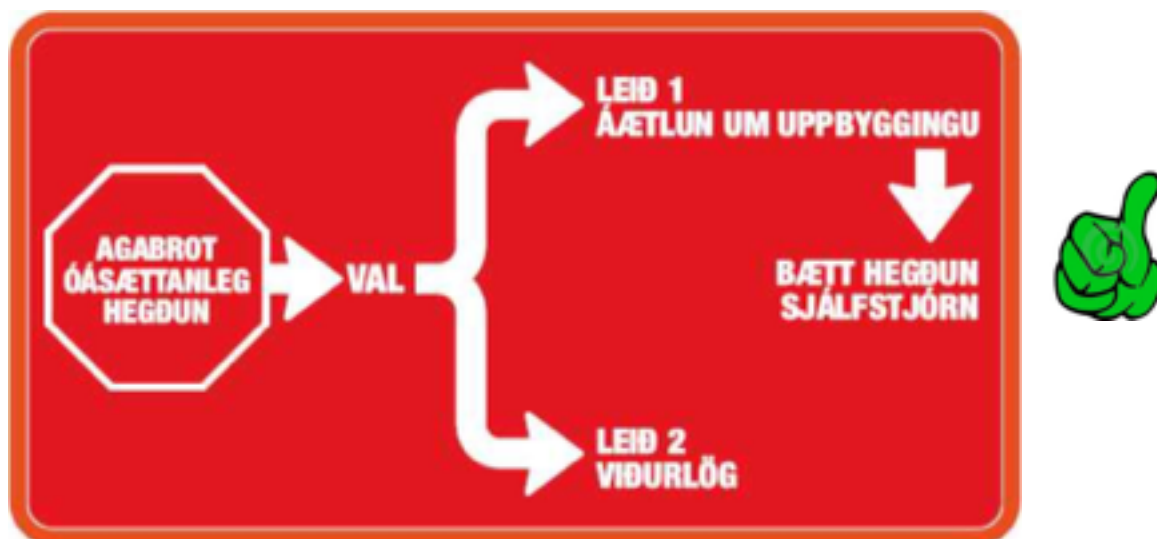 AGABROT
ÓÁSÆTTANLEG
HEGÐUN
VAL
LEIÐ 1
ÁÆTLUN UM UPPBYGGINGU
BÆTT HEGÐUN
SJÁLFSTJÓRN
LEIÐ 2
VIÐURLÖG